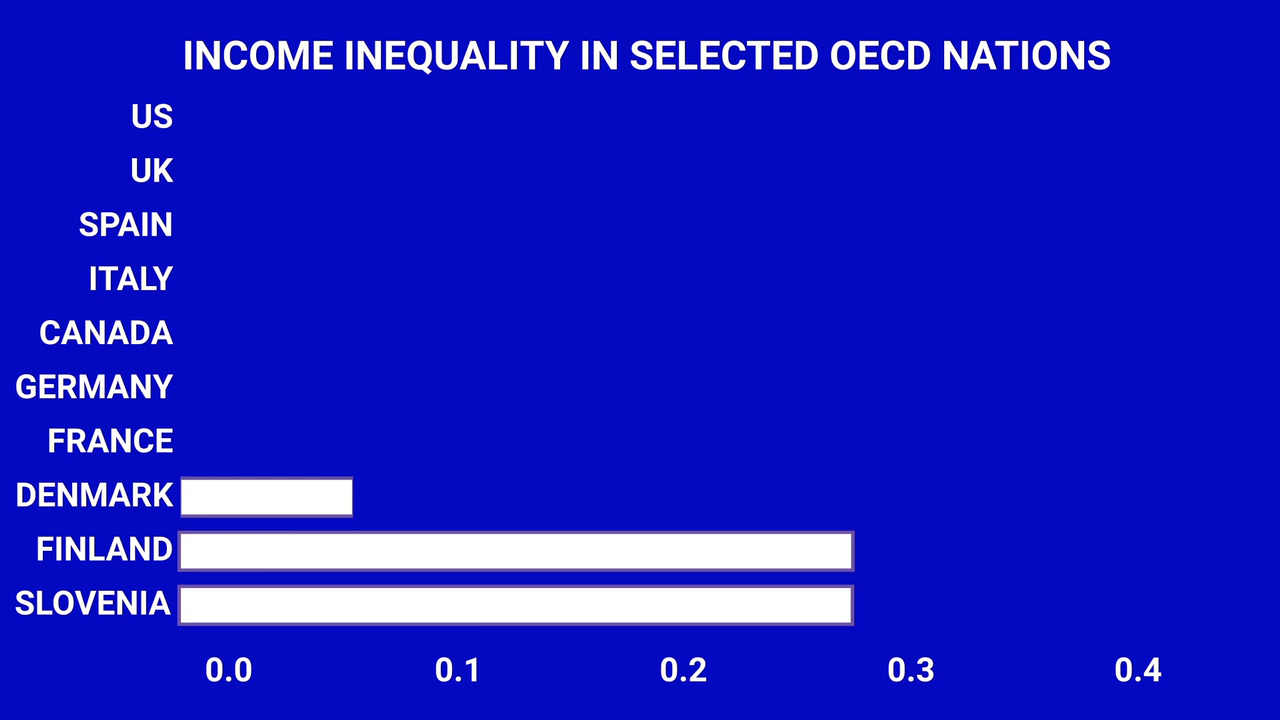 INCOME INEQUALITY IN SELECTED OECD NATIONS
US
UK
SPAIN
ITALY
CANADA
GERMANY
FRANCE
DENMARK
FINLAND
SLOVENIA
0.0 0.1 0.2 0.3 0.4